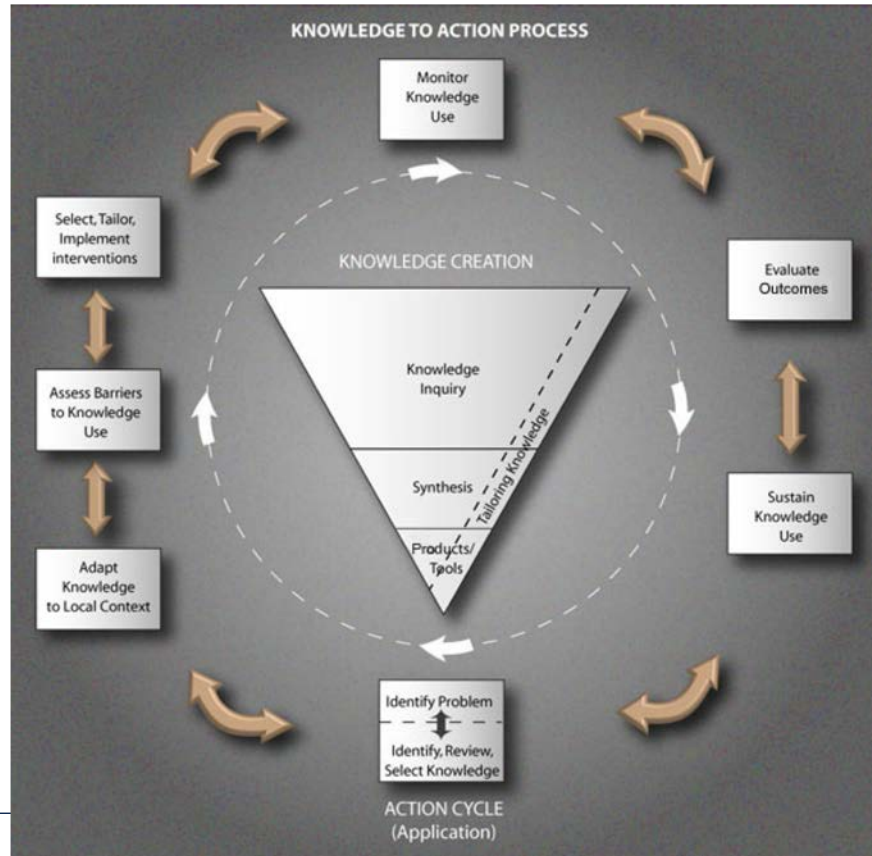 KNOWLEDGE TO ACTION PROCESS
Monitor
Knowledge
Use
Select, Tailor,
Implement
interventions
KNOWLEDGE CREATION
Evaluate
Outcomes
Knowledge
Inquiry
Assess Barriers
to Knowledge
Use
Tailoring Knowledge
Synthesis
Sustain
Knowledge
Use
Products/
Tools
Adapt
Knowledge
to Local Context
Identify Problem
Identify, Review,
Select Knowledge
ACTION CYCLE
(Application)